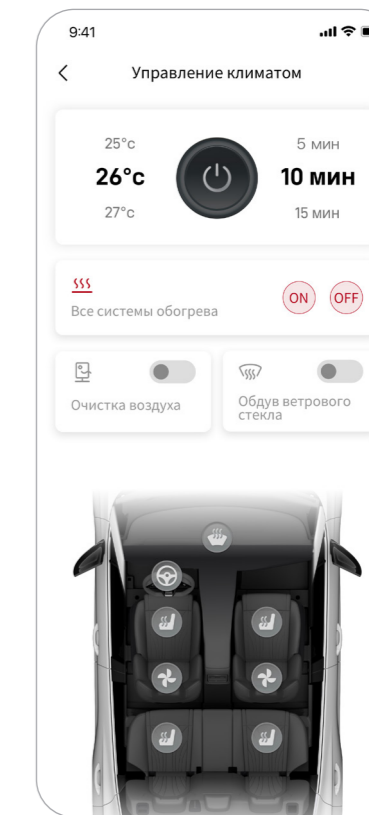 9:41
Управление климатом
25°c 5 мин
26°c 10 мин
27°c 15 мин
Все системы обогрева
ON OFF
Очистка воздуха
Обдув ветрового
стекла